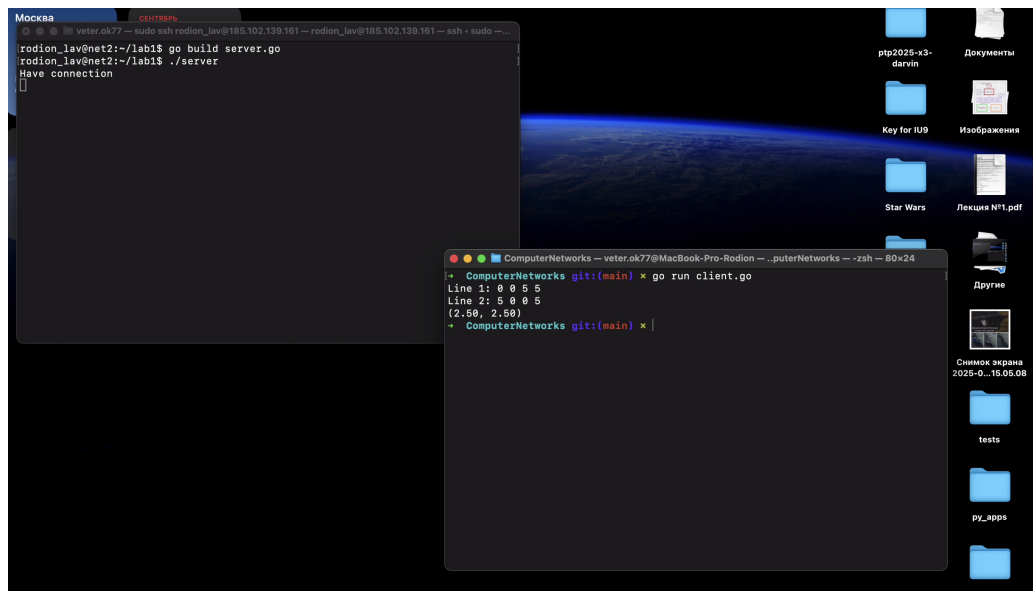 Москва
СЕНТЯБРЬ
veter.ok77 — sudo ssh rodion_lav@185.102.139.161 — rodion_lav@185.102.139.161 — ssh • sudo —...
[rodion_lav@net2:~/lab1$ go build server.go ]
[rodion_lav@net2:~/lab1$ ./server ]
Have connection
ptp2025-x3-
darvin
Документы
Key for IU9
Изображения
Star Wars
Лекция №1.pdf
ComputerNetworks — veter.ok77@MacBook-Pro-Rodion — ..puterNetworks — -zsh — 80×24
[→ ComputerNetworks git:(main) × go run client.go ]
Line 1: 0 0 5 5
Line 2: 5 0 0 5
(2.50, 2.50)
→ ComputerNetworks git:(main) ×
Другие
Снимок экрана
2025-0...15.05.08
tests
py_apps